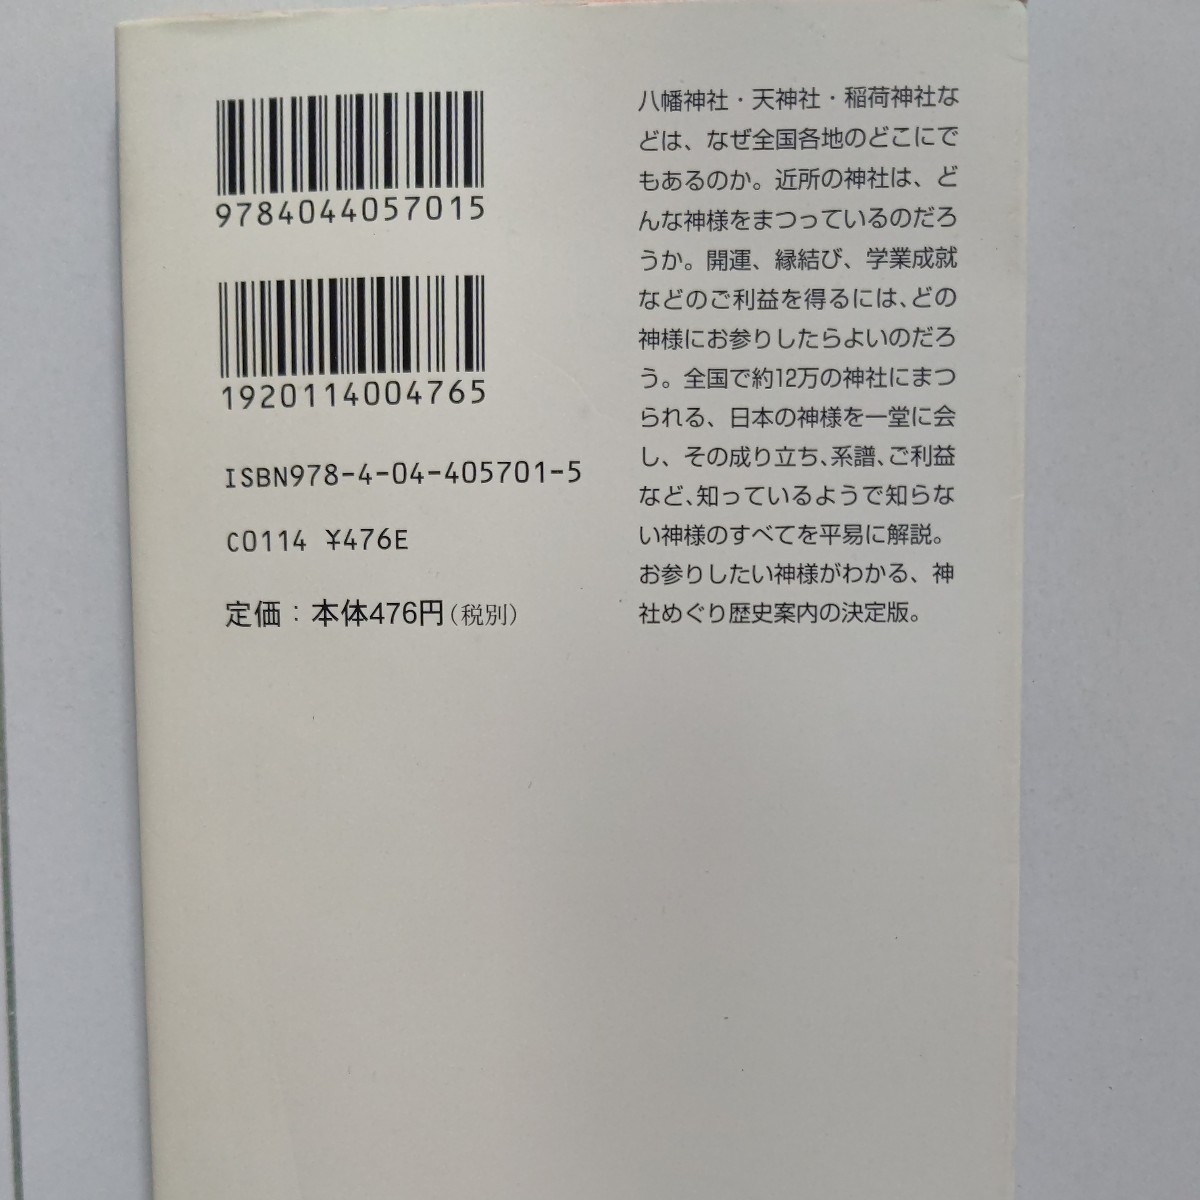 9784044057015
1920114004765
ISBN978-4-04-405701-5
C0114 ¥476E
定価：本体476円（税別）
八幡神社・天神社・稲荷神社な
どは、なぜ全国各地のどこにで
もあるのか。近所の神社は、ど
んな神様をまつっているのだろ
うか。開運、縁結び、学業成就
などのご利益を得るには、どの
神様にお参りしたらよいのだろ
う。全国で約12万の神社にまつ
られる、日本の神様を一堂に会
し、その成り立ち、系譜、ご利益
など、知っているようで知らな
い神様のすべてを平易に解説。
お参りしたい神様がわかる、神
社めぐり歴史案内の決定版。